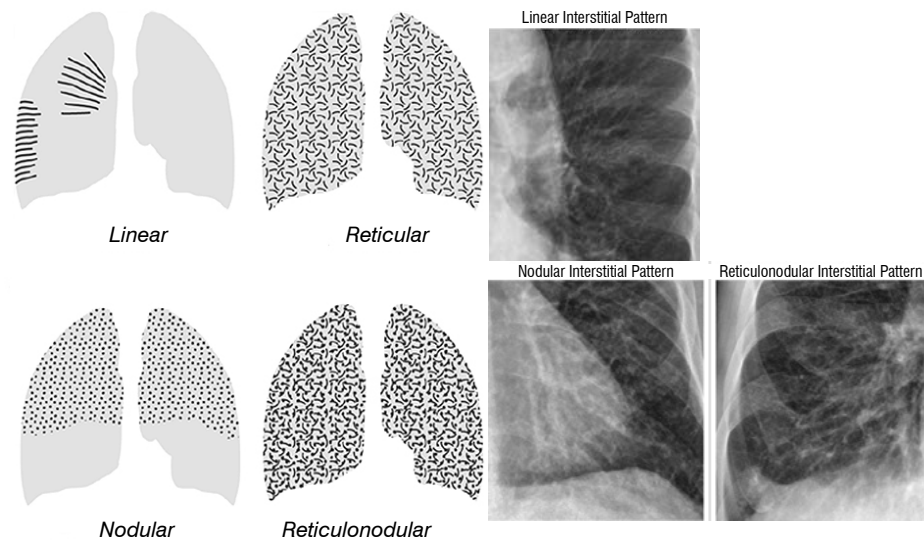 Linear Interstitial Pattern
Linear
Reticular
Nodular Interstitial Pattern
Reticulonodular Interstitial Pattern
Nodular
Reticulonodular